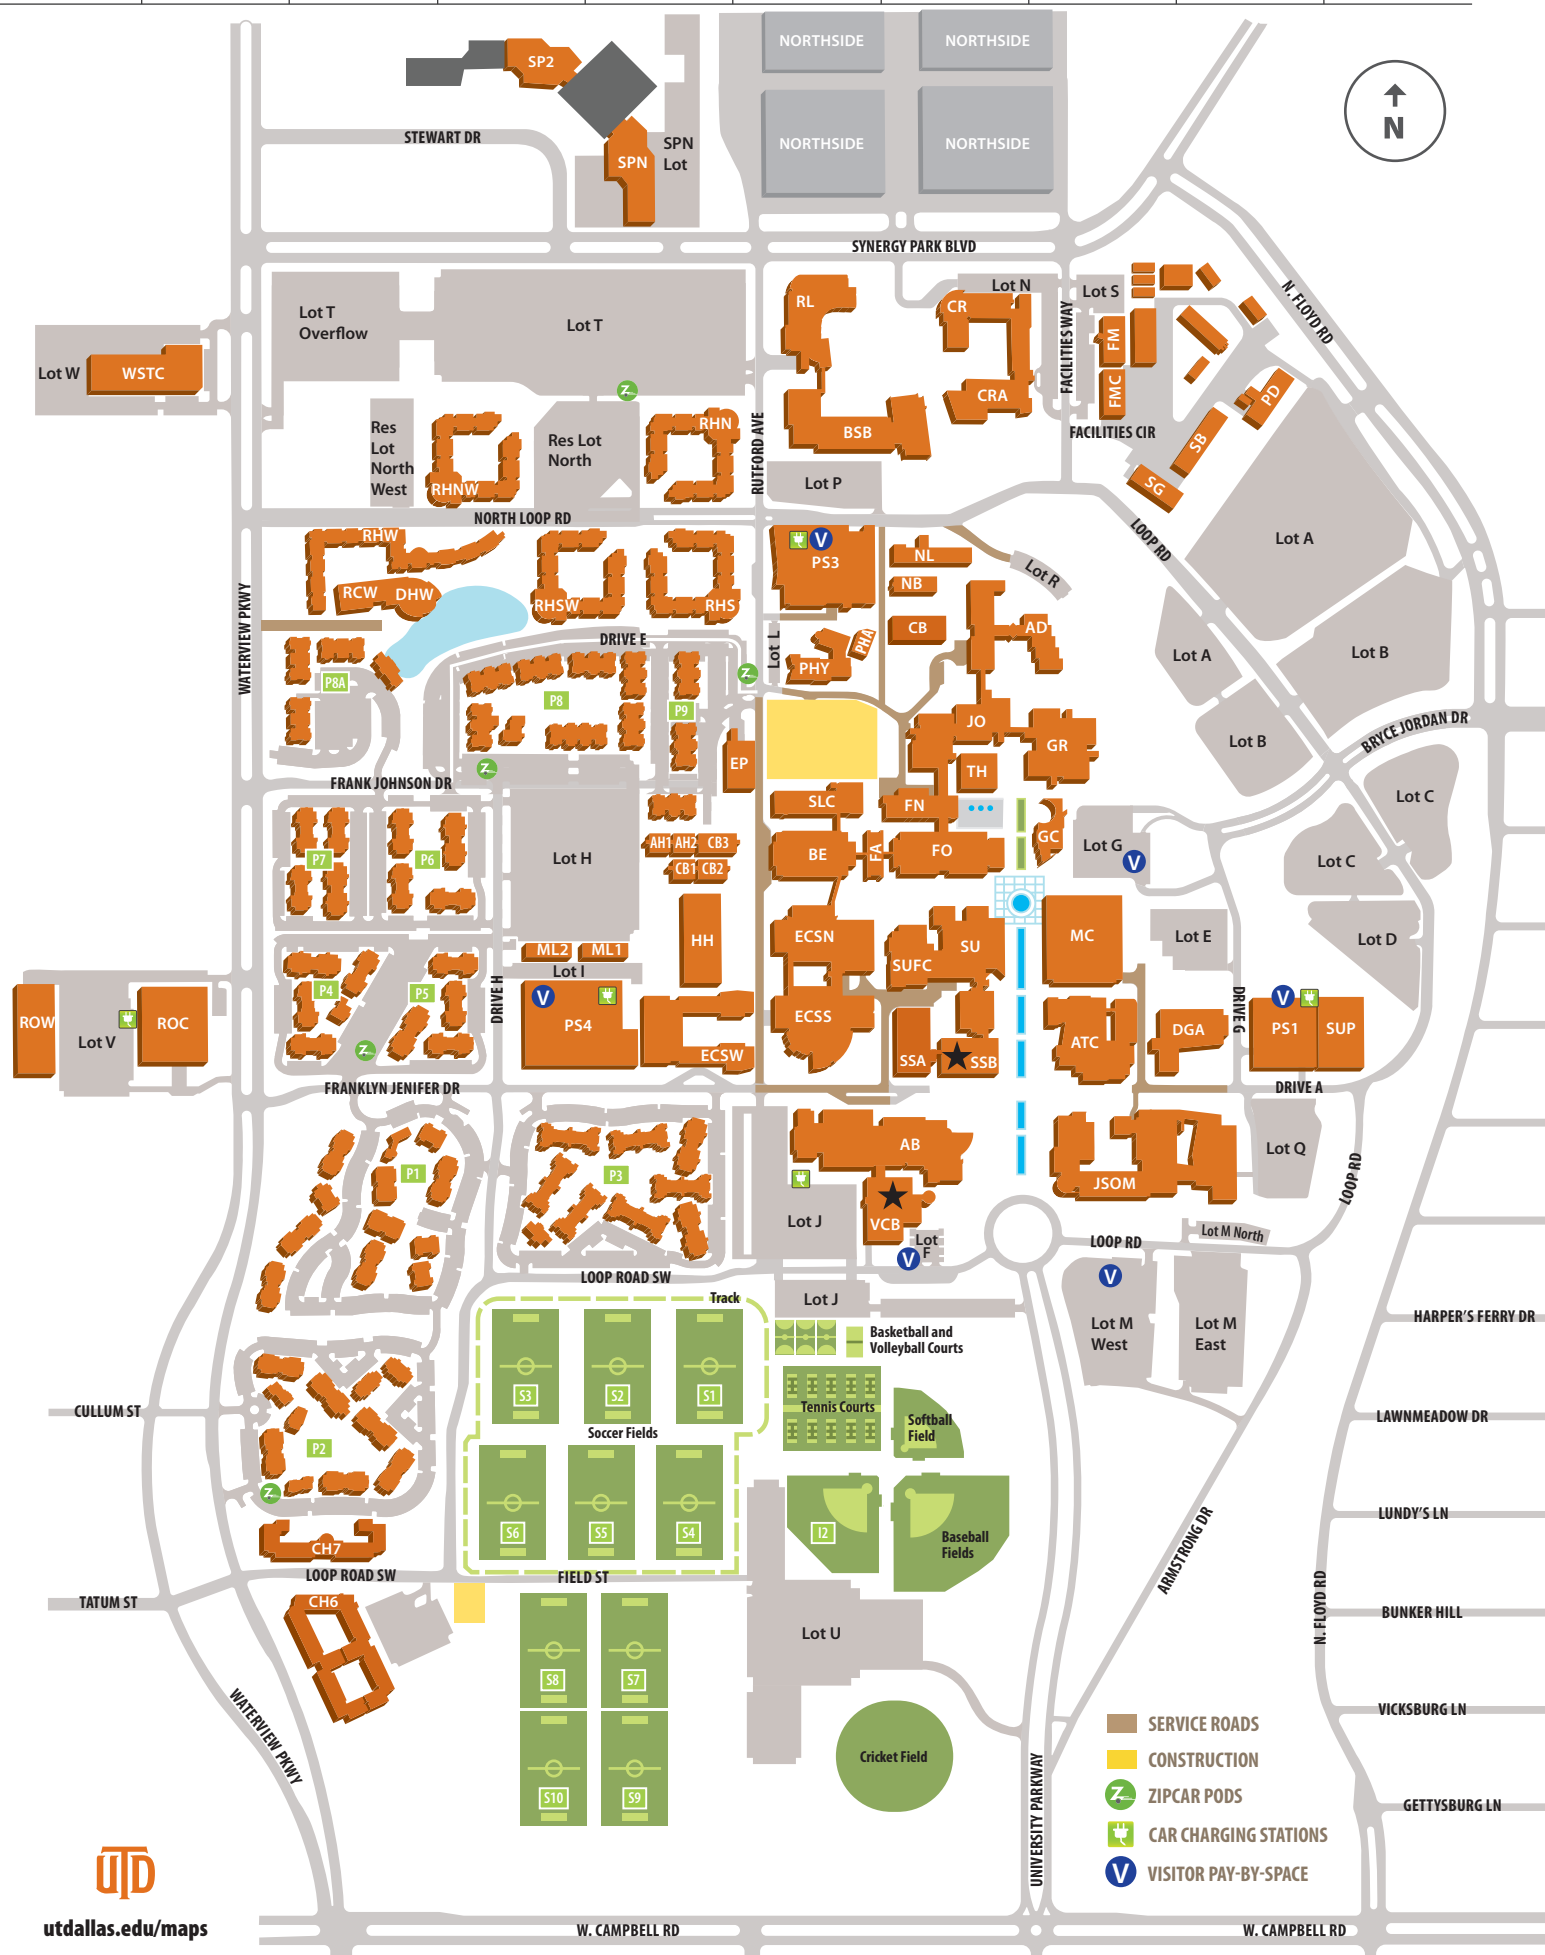 NORTHSIDE
NORTHSIDE
NORTHSIDE
NORTHSIDE
N
SP2
STEWART DR
SPN
Lot
SPN
SYNERGY PARK BLVD
N. FLOYD RD
Lot T
Overflow
Lot T
RL
CR
Lot N
Lot S
FACILITIES WAY
FM
FMC
Lot W
WSTC
CRA
PD
SB
SG
FACILITIES CIR
Res
Lot
North
West
RHNW
Res Lot
North
RHN
RUTFORD AVE
BSB
Lot P
NORTH LOOP RD
LOOP RD
Lot A
RHW
RCW
DHW
RHSW
RHS
V
PS3
NL
NB
CB
Lot R
AD
WATERVIEW PKWY
DRIVE E
Lot L
PHY
PHA
Lot A
Lot B
P8A
P8
P9
Z
JO
GR
TH
Lot B
BRYCE JORDAN DR
EP
Z
FRANK JOHNSON DR
SLC
FN
GC
Lot C
AH1
AH2
CB3
CB1
CB2
BE
FA
FO
Lot G
V
Lot C
P7
P6
Lot H
HH
ECSN
SU
SUFC
MC
Lot E
Lot D
ML2
ML1
Lot I
P4
P5
DRIVE H
V
PS4
ECSW
ECSS
SSA
SSB
ATC
DGA
DRIVE G
V
PS1
SUP
ROW
Lot V
ROC
Z
FRANKLYN JENIFER DR
DRIVE A
P1
P3
AB
VCB
Lot J
Lot
F
V
JSOM
Lot Q
LOOP RD
Lot M North
LOOP RD
LOOP ROAD SW
Track
Lot J
V
Lot M
West
Lot M
East
HARPER'S FERRY DR
Basketball and
Volleyball Courts
S3
S2
S1
Tennis Courts
Softball
Field
Soccer Fields
CULLUM ST
LAWNMEADOW DR
P2
Z
S6
S5
S4
I2
Baseball
Fields
LUNDY'S LN
ARMSTRONG DR
CH7
LOOP ROAD SW
FIELD ST
TATUM ST
CH6
Lot U
N. FLOYD RD
BUNKER HILL
S8
S7
WATERVIEW PKWY
VICKSBURG LN
S10
S9
Cricket Field
UNIVERSITY PARKWAY
SERVICE ROADS
CONSTRUCTION
Z
ZIPCAR PODS
CAR CHARGING STATIONS
V
VISITOR PAY-BY-SPACE
GETTYSBURG LN
UTD
utdallas.edu/maps
W. CAMPBELL RD
W. CAMPBELL RD
Z